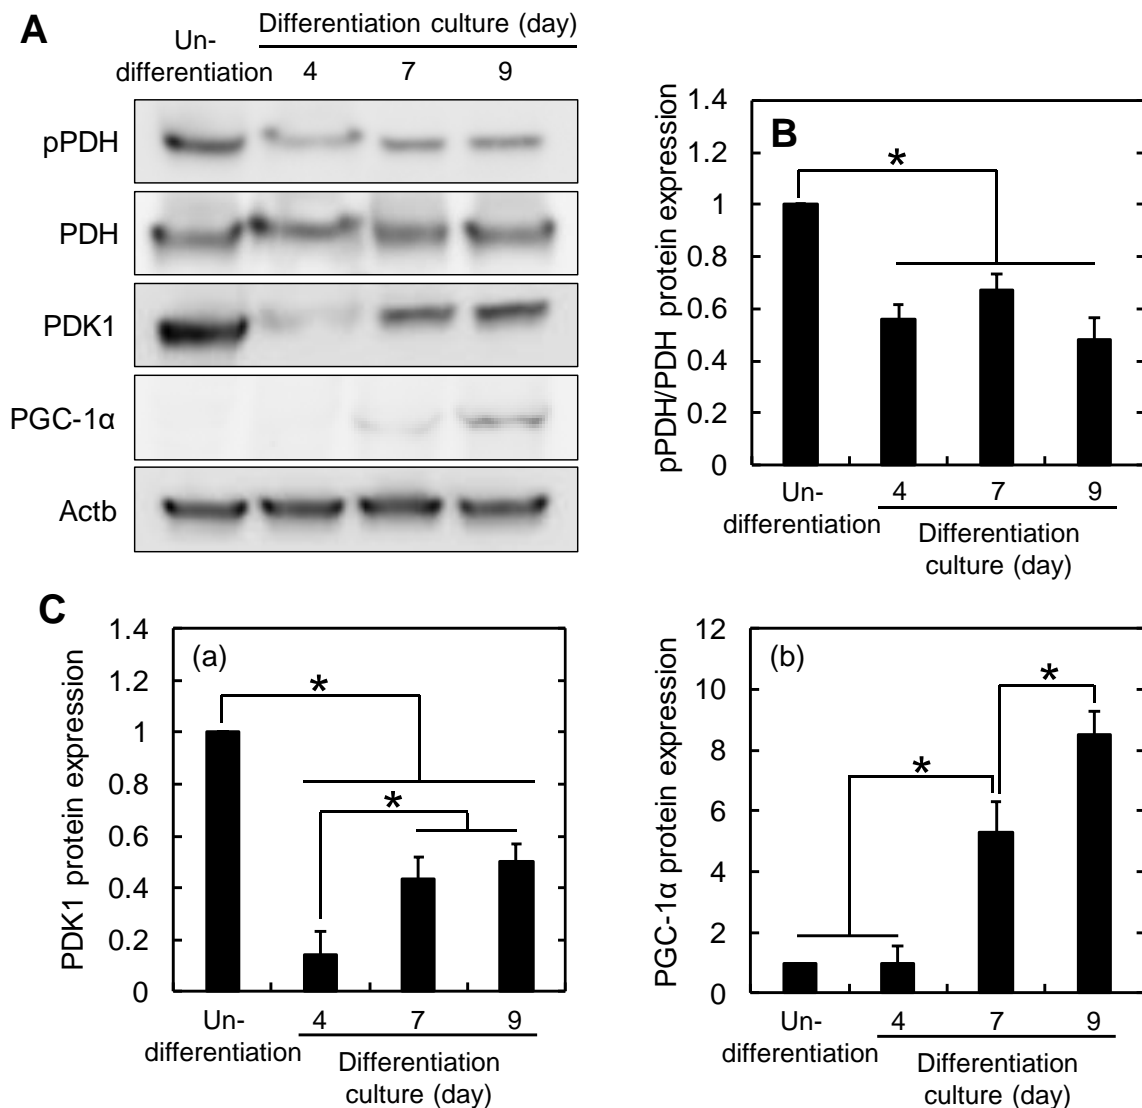 A
Un-
differentiation
Differentiation culture (day)
4 7 9
pPDH
PDH
PDK1
PGC-1α
Actb
B
pPDH/PDH protein expression
1.4
1.2
1
0.8
0.6
0.4
0.2
0
*
Un-
differentiation
4 7 9
Differentiation
culture (day)
C
(a)
PDK1 protein expression
1.4
1.2
1
0.8
0.6
0.4
0.2
0
*
*
Un-
differentiation
4 7 9
Differentiation
culture (day)
(b)
PGC-1α protein expression
12
10
8
6
4
2
0
*
*
Un-
differentiation
4 7 9
Differentiation
culture (day)